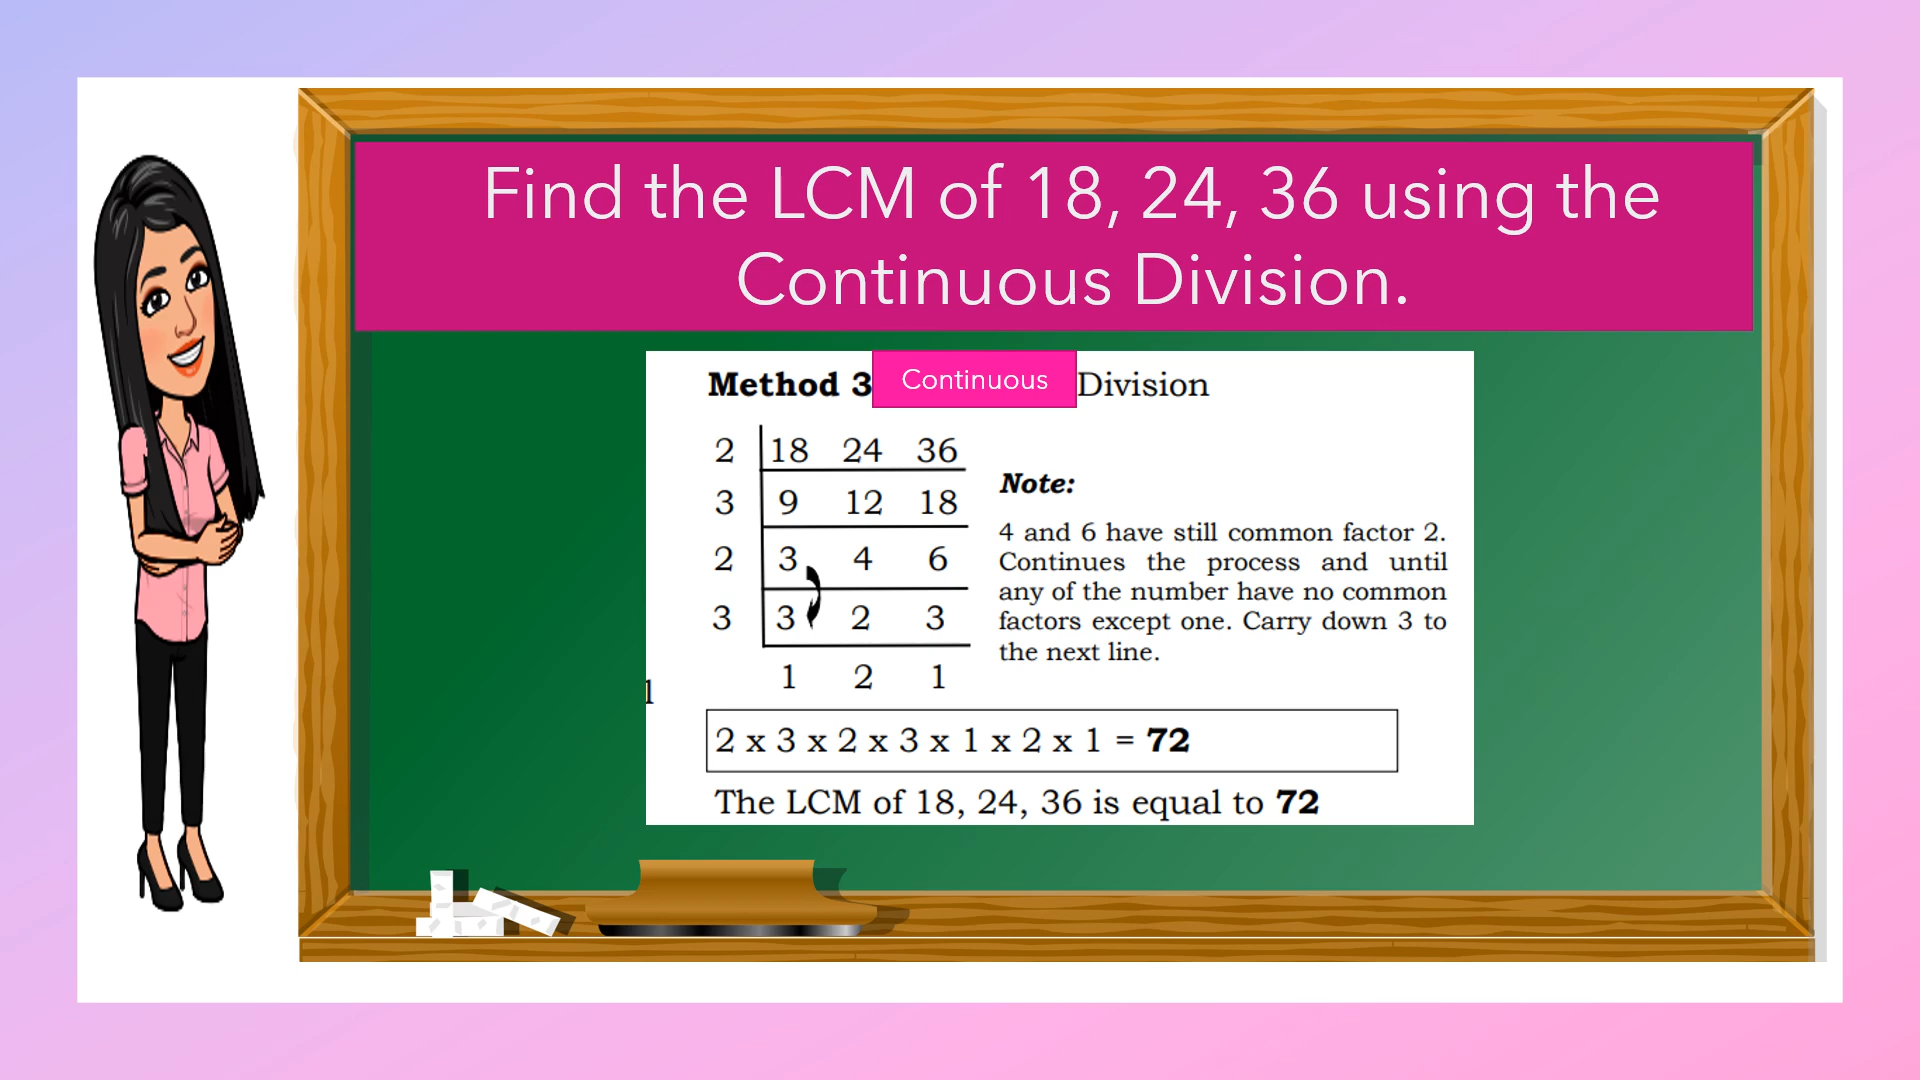 Find the LCM of 18, 24, 36 using the
Continuous Division.
Method 3 Continuous Division
2 18 24 36
3 9 12 18
2 3 4 6
3 3 2 3
1 2 1
Note:
4 and 6 have still common factor 2.
Continues the process and until
any of the number have no common
factors except one. Carry down 3 to
the next line.
1
2 x 3 x 2 x 3 x 1 x 2 x 1 = 72
The LCM of 18, 24, 36 is equal to 72